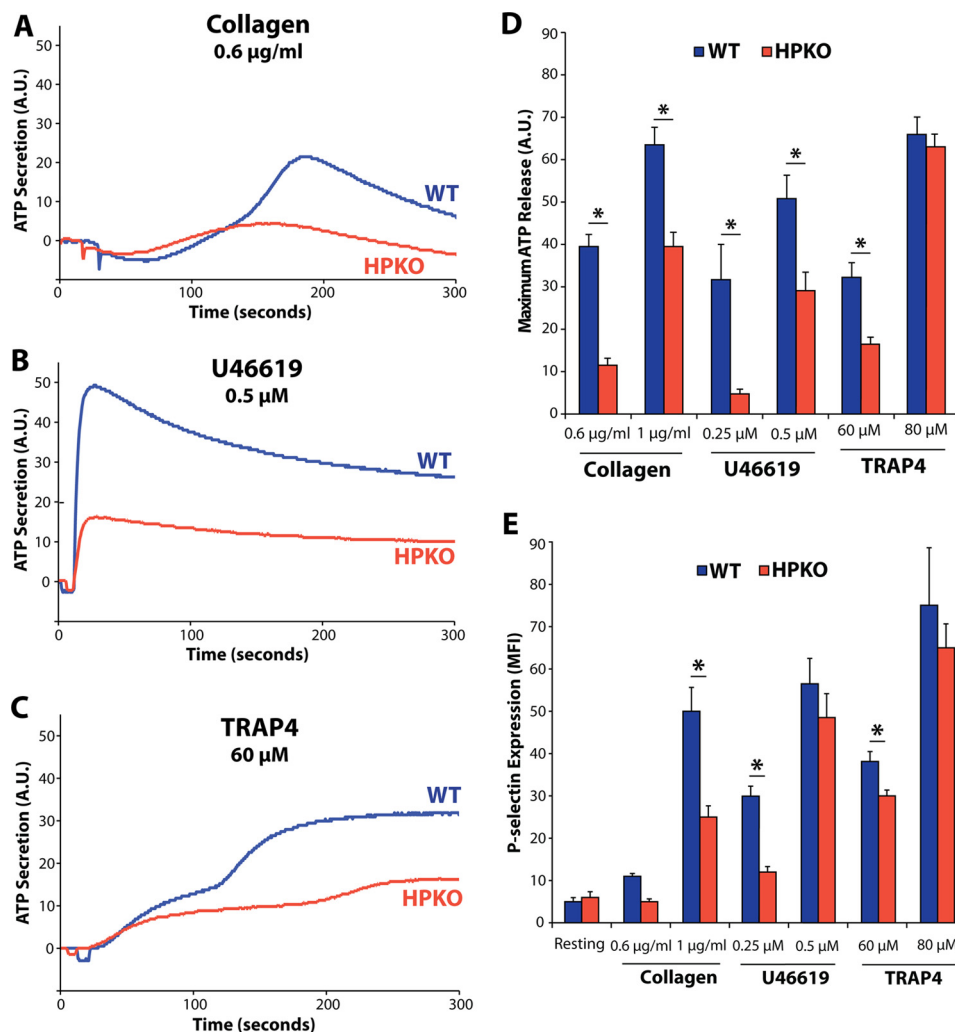 A
Collagen
0.6 µg/ml
ATP Secretion (A.U.)
50
40
30
20
10
0
WT
HPKO
0 100 200 300
Time (seconds)
B
U46619
0.5 µM
ATP Secretion (A.U.)
50
40
30
20
10
0
WT
HPKO
0 100 200 300
Time (seconds)
C
TRAP4
60 µM
ATP Secretion (A.U.)
50
40
30
20
10
0
WT
HPKO
0 100 200 300
Time (seconds)
D
WT HPKO
Maximum ATP Release (A.U.)
90
80
70
60
50
40
30
20
10
0
* * * * *
0.6 µg/ml 1 µg/ml 0.25 µM 0.5 µM 60 µM 80 µM
Collagen U46619 TRAP4
E
WT HPKO
P-selectin Expression (MFI)
90
80
70
60
50
40
30
20
10
0
* * *
Resting 0.6 µg/ml 1 µg/ml 0.25 µM 0.5 µM 60 µM 80 µM
Collagen U46619 TRAP4